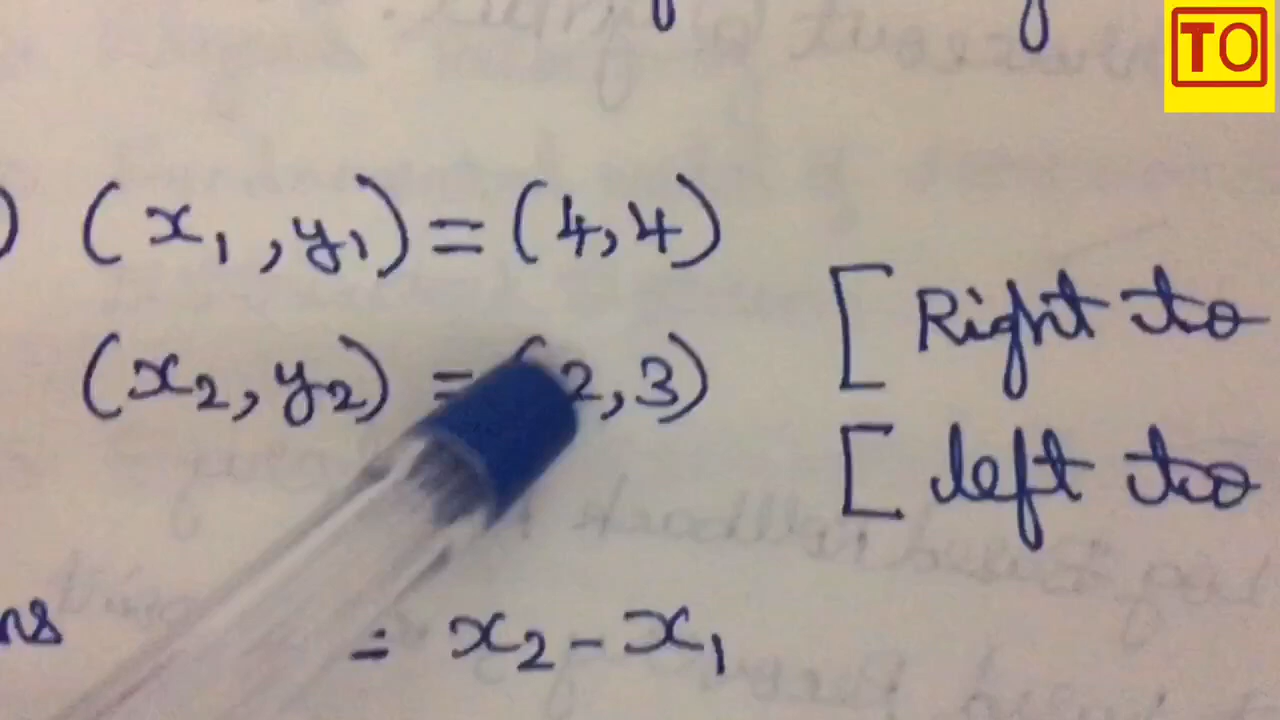 TO
) (x₁, y₁) = (4, 4)
[Right to
(x₂, y₂) = (2, 3)
[left to
= x₂ - x₁